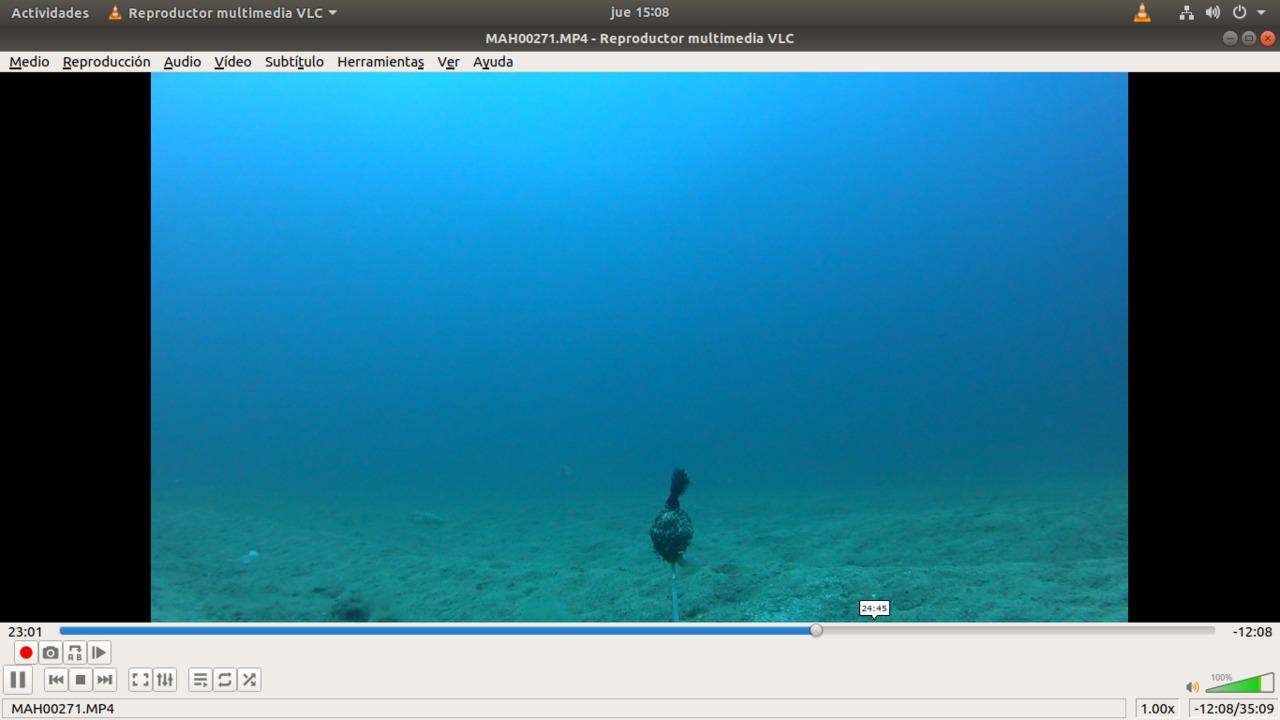 Actividades Reproductor multimedia VLC jue 15:08
MAH00271.MP4 - Reproductor multimedia VLC
Medio Reproducción Audio Vídeo Subtítulo Herramientas Ver Ayuda
24:45
23:01 -12:08
A B
100%
MAH00271.MP4 1.00x -12:08/35:09